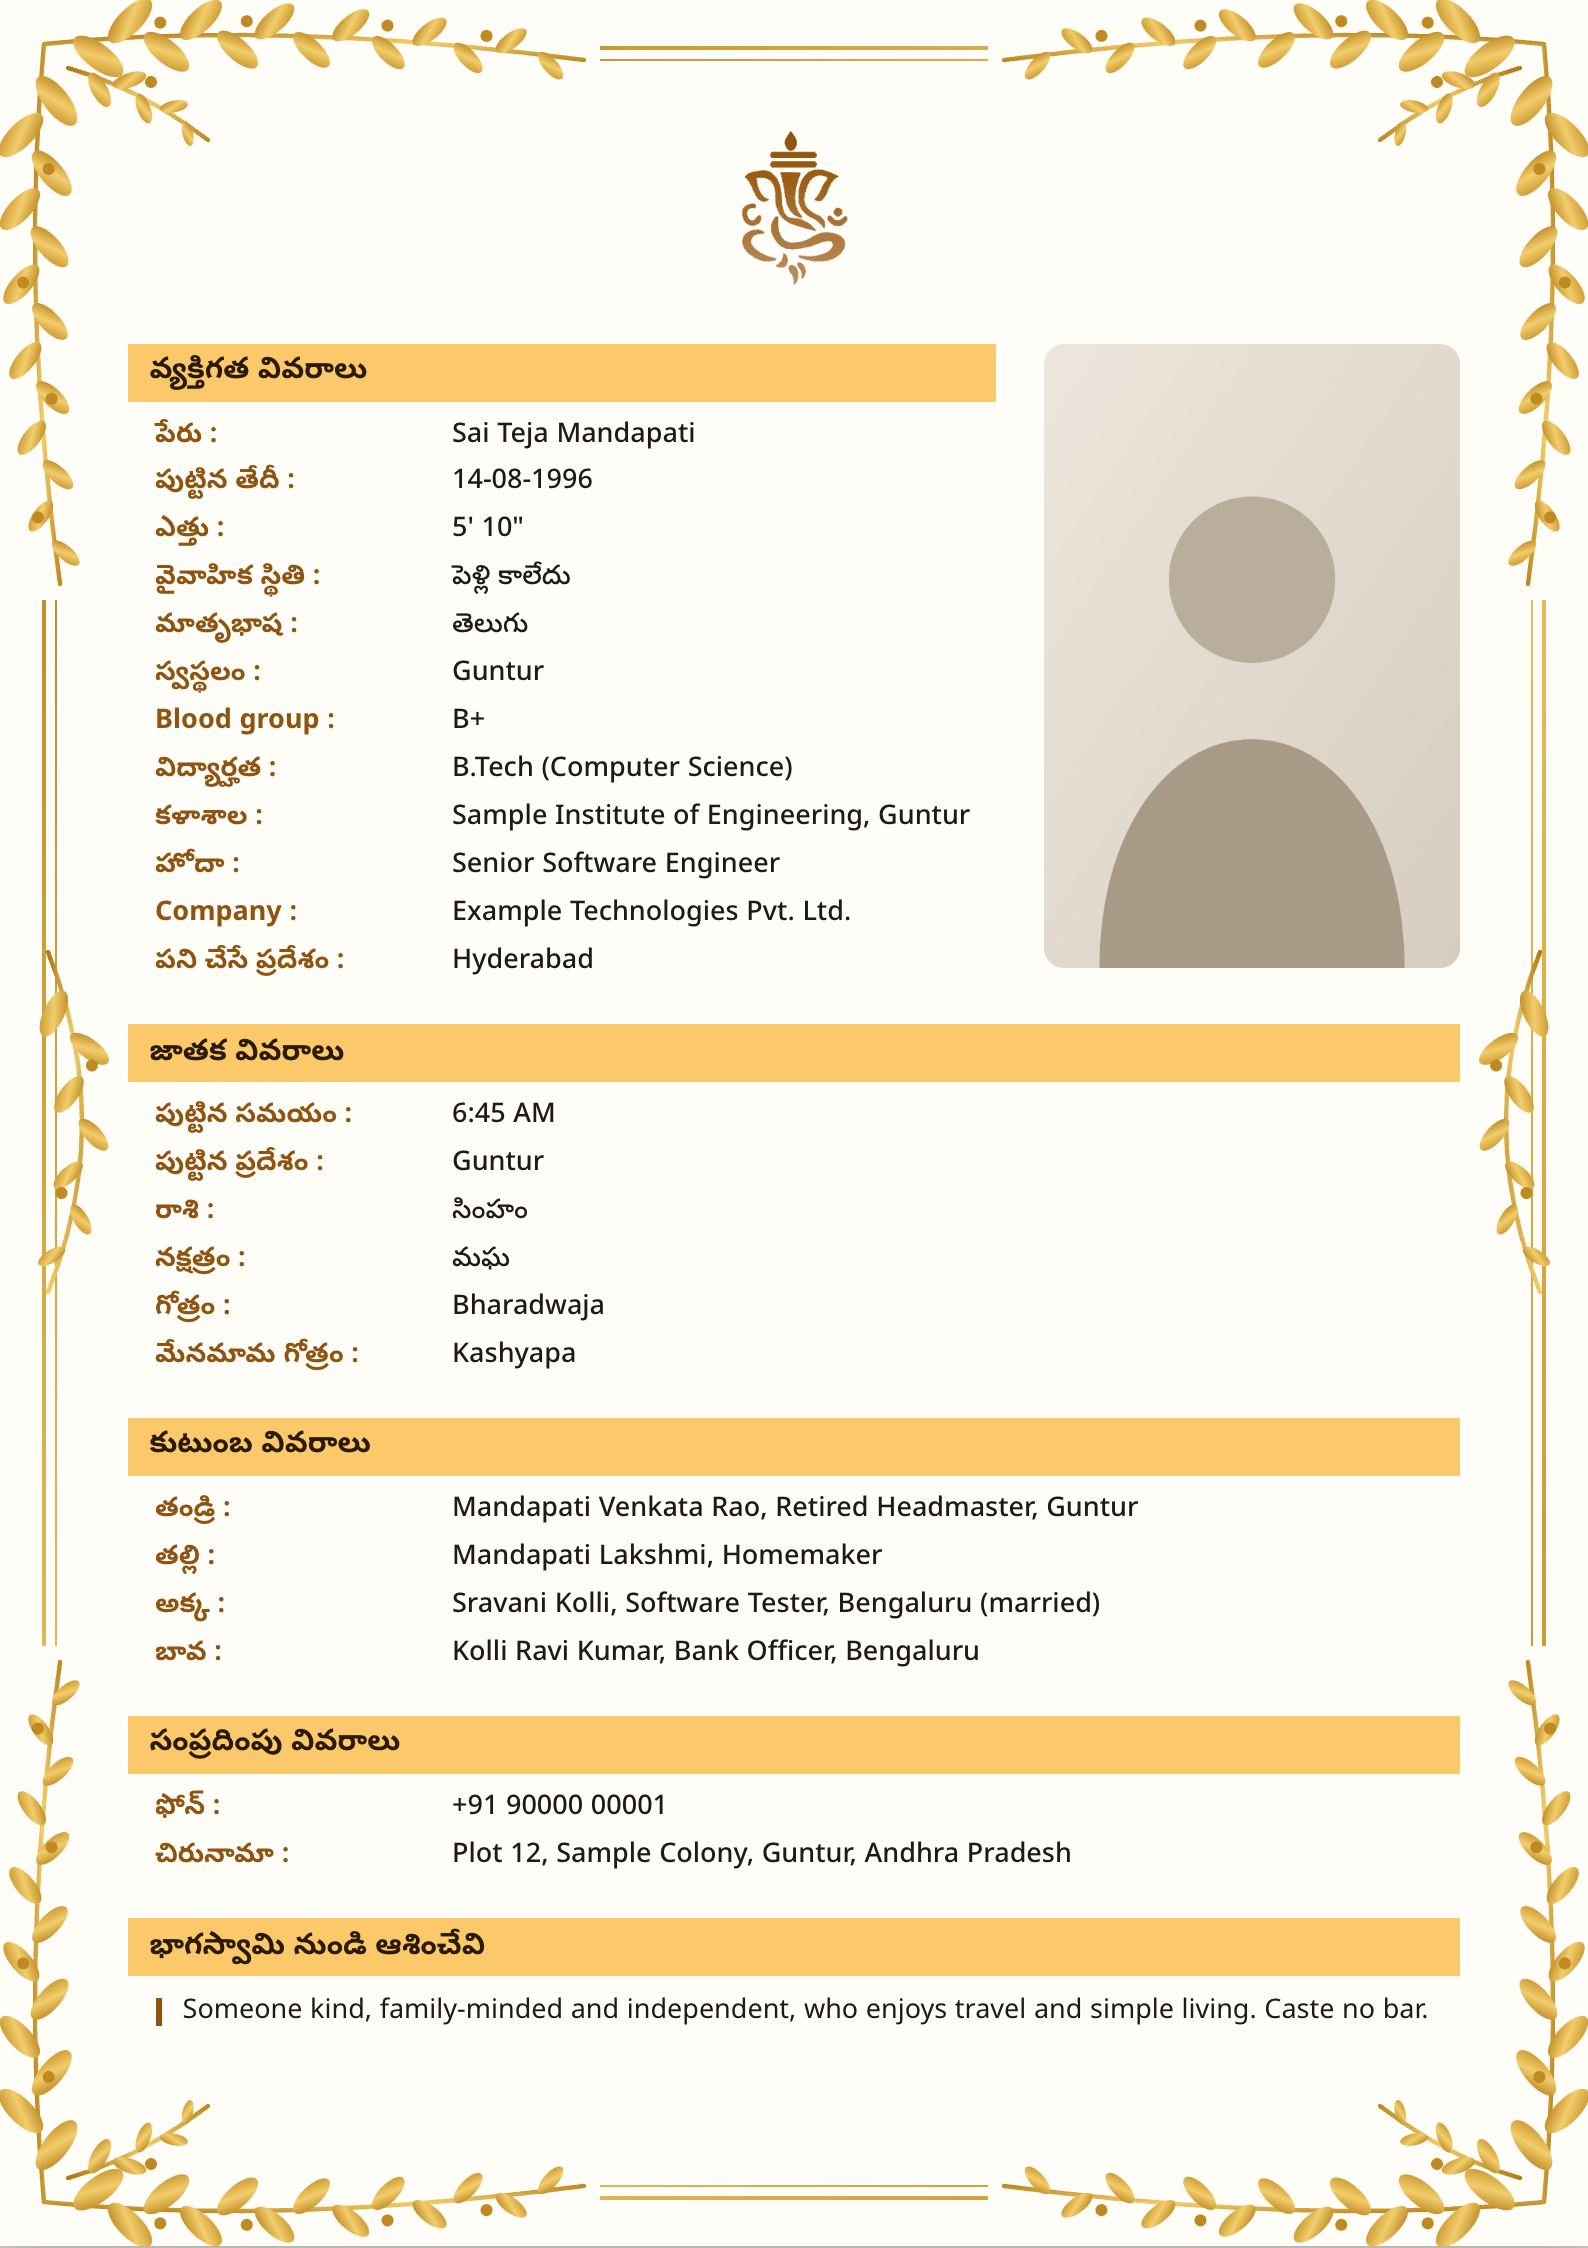 వ్యక్తిగత వివరాలు
పేరు : Sai Teja Mandapati
పుట్టిన తేదీ : 14-08-1996
ఎత్తు : 5' 10"
వైవాహిక స్థితి : పెళ్లి కాలేదు
మాతృభాష : తెలుగు
స్వస్థలం : Guntur
Blood group : B+
విద్యార్హత : B.Tech (Computer Science)
కళాశాల : Sample Institute of Engineering, Guntur
హోదా : Senior Software Engineer
Company : Example Technologies Pvt. Ltd.
పని చేసే ప్రదేశం : Hyderabad
జాతక వివరాలు
పుట్టిన సమయం : 6:45 AM
పుట్టిన ప్రదేశం : Guntur
రాశి : సింహం
నక్షత్రం : మఘ
గోత్రం : Bharadwaja
మేనమామ గోత్రం : Kashyapa
కుటుంబ వివరాలు
తండ్రి : Mandapati Venkata Rao, Retired Headmaster, Guntur
తల్లి : Mandapati Lakshmi, Homemaker
అక్క : Sravani Kolli, Software Tester, Bengaluru (married)
బావ : Kolli Ravi Kumar, Bank Officer, Bengaluru
సంప్రదింపు వివరాలు
ఫోన్ : +91 90000 00001
చిరునామా : Plot 12, Sample Colony, Guntur, Andhra Pradesh
భాగస్వామి నుండి ఆశించేవి
Someone kind, family-minded and independent, who enjoys travel and simple living. Caste no bar.